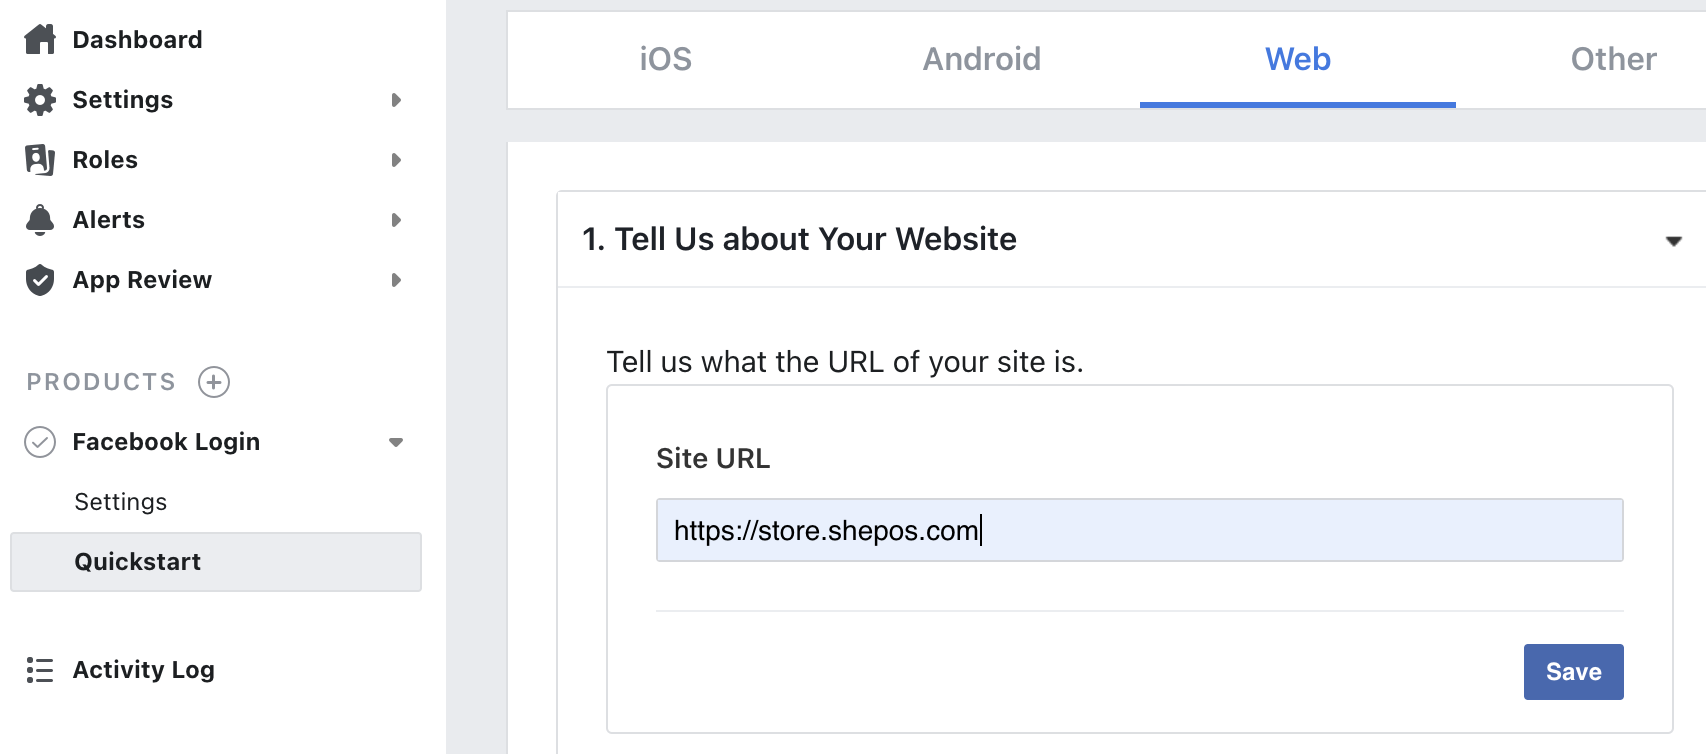 Dashboard
Settings
Roles
Alerts
App Review
PRODUCTS
Facebook Login
Settings
Quickstart
Activity Log
iOS Android Web Other
1. Tell Us about Your Website
Tell us what the URL of your site is.
Site URL
https://store.shepos.com
Save